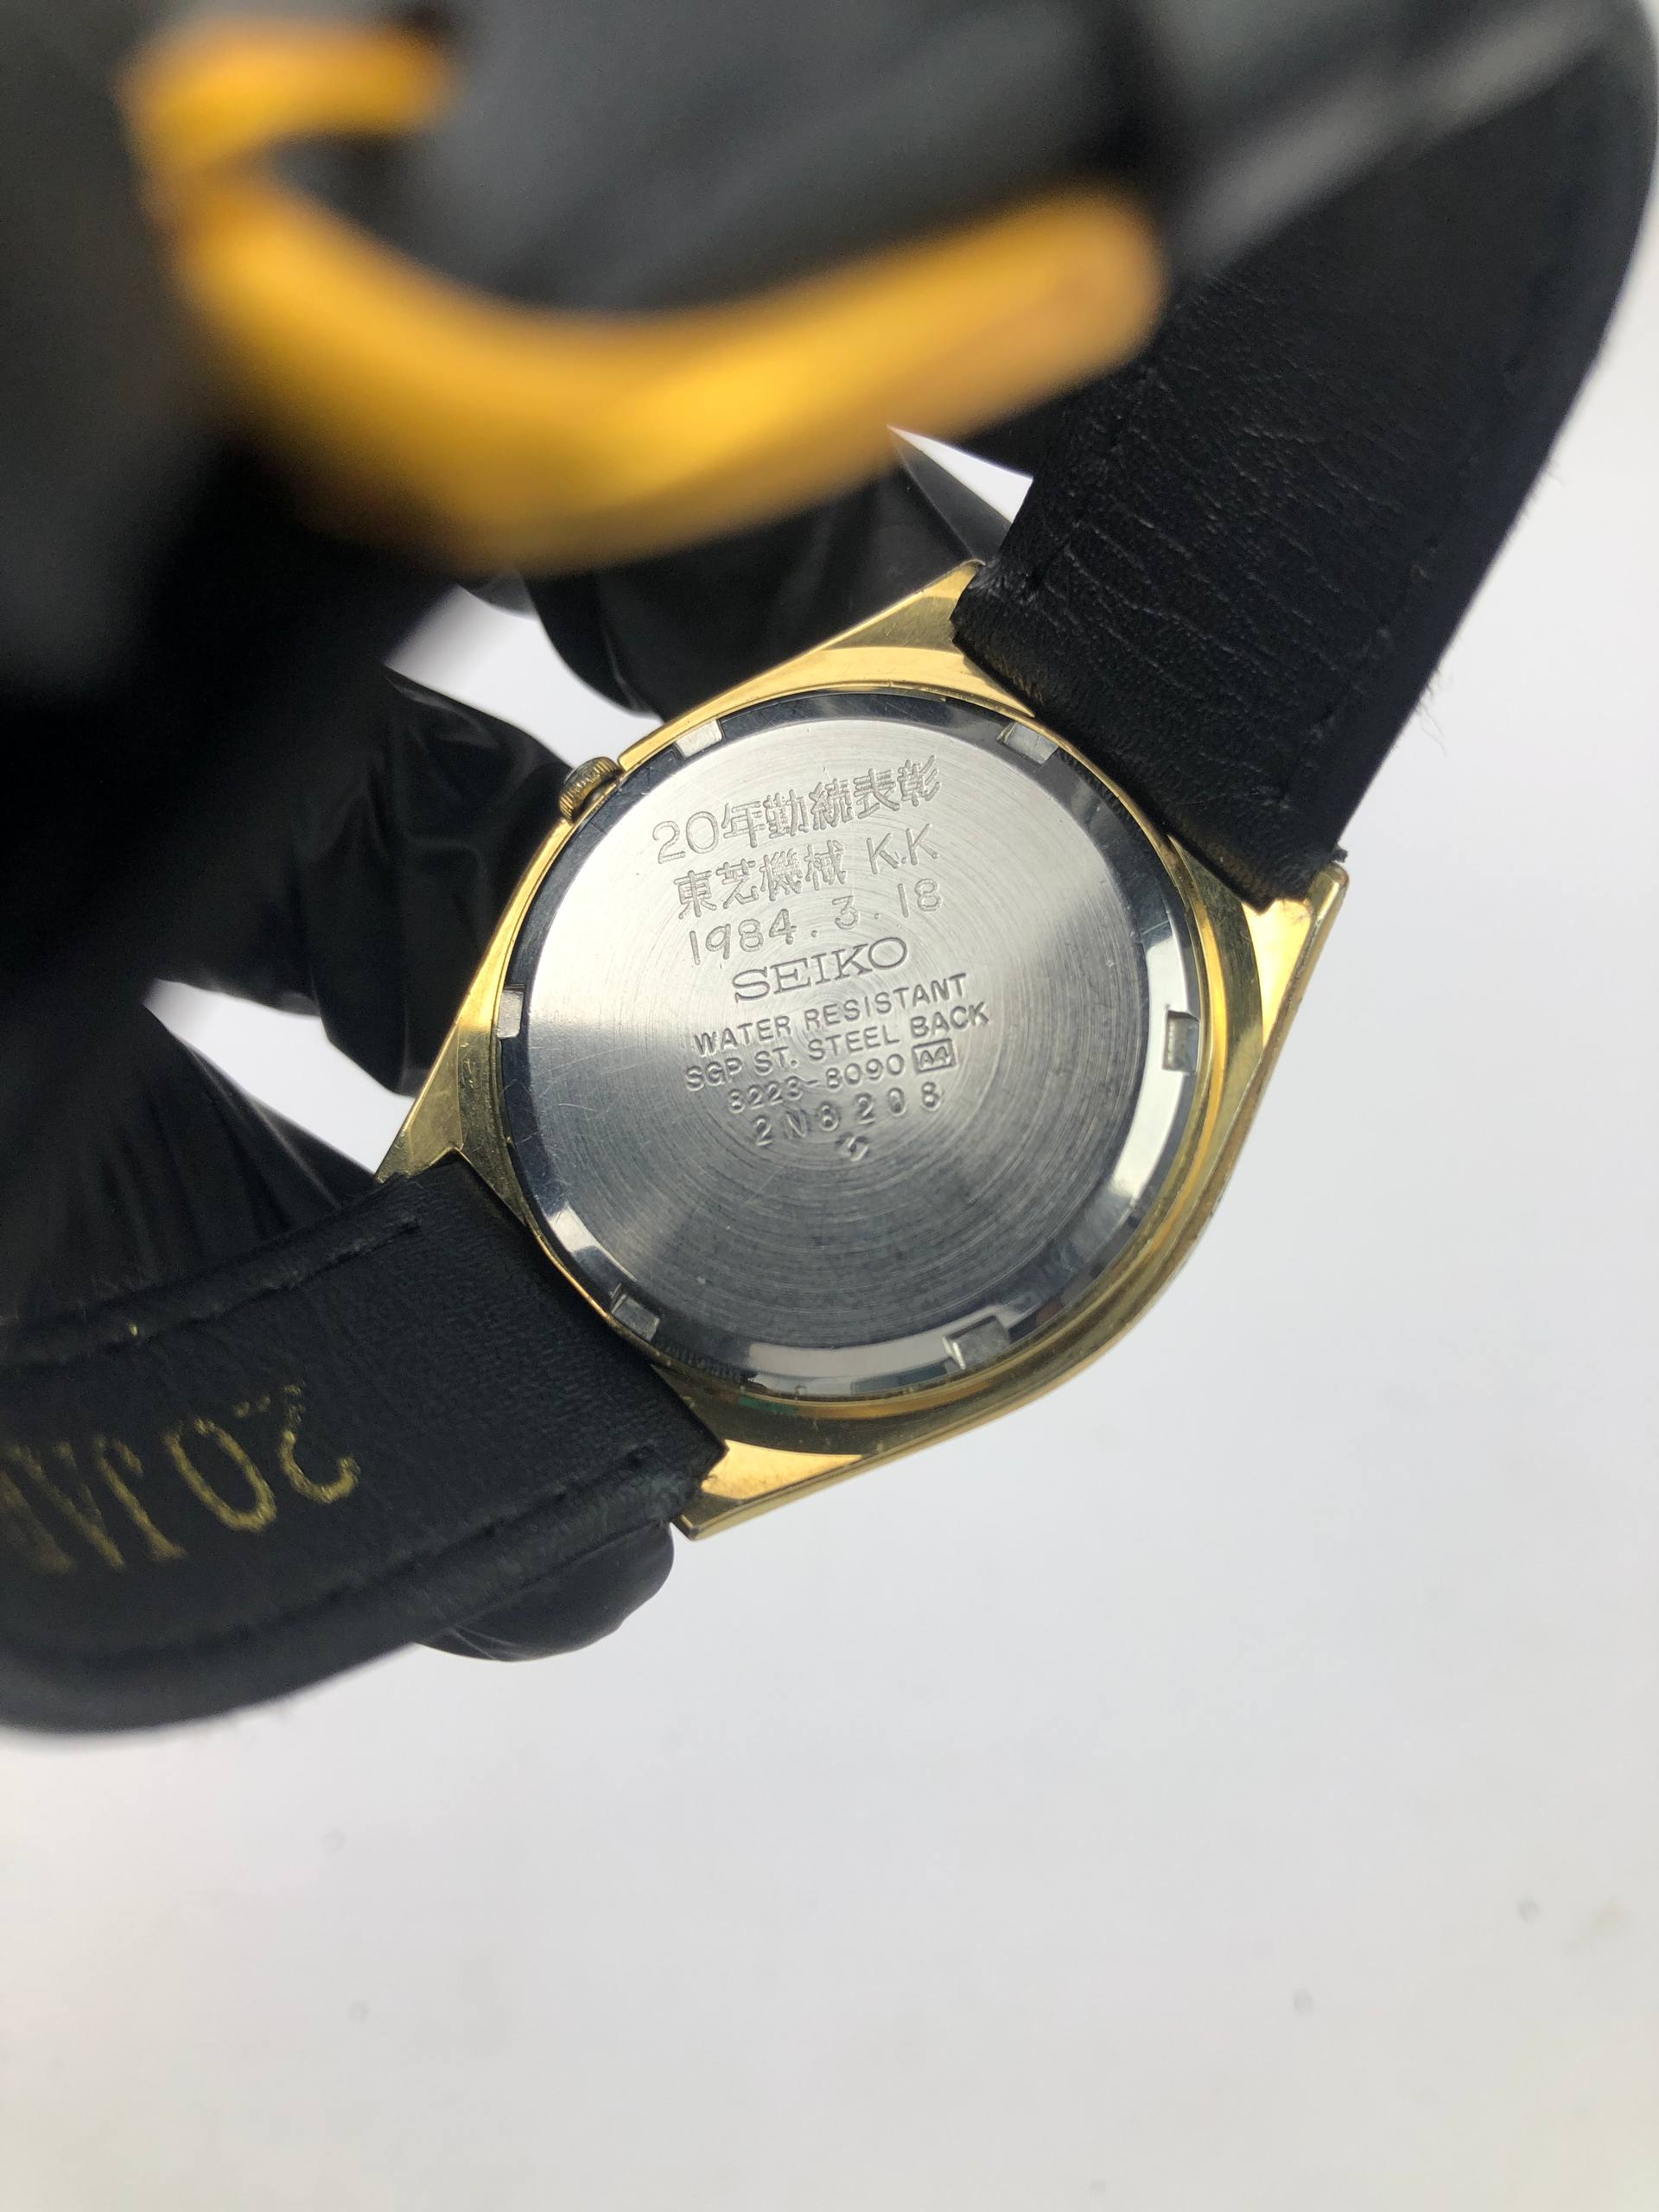 20年勤続表彰
東芝機械 K.K
1984.3.18
SEIKO
WATER RESISTANT
SGP ST. STEEL BACK
8223-8090 A4
2N8208
20